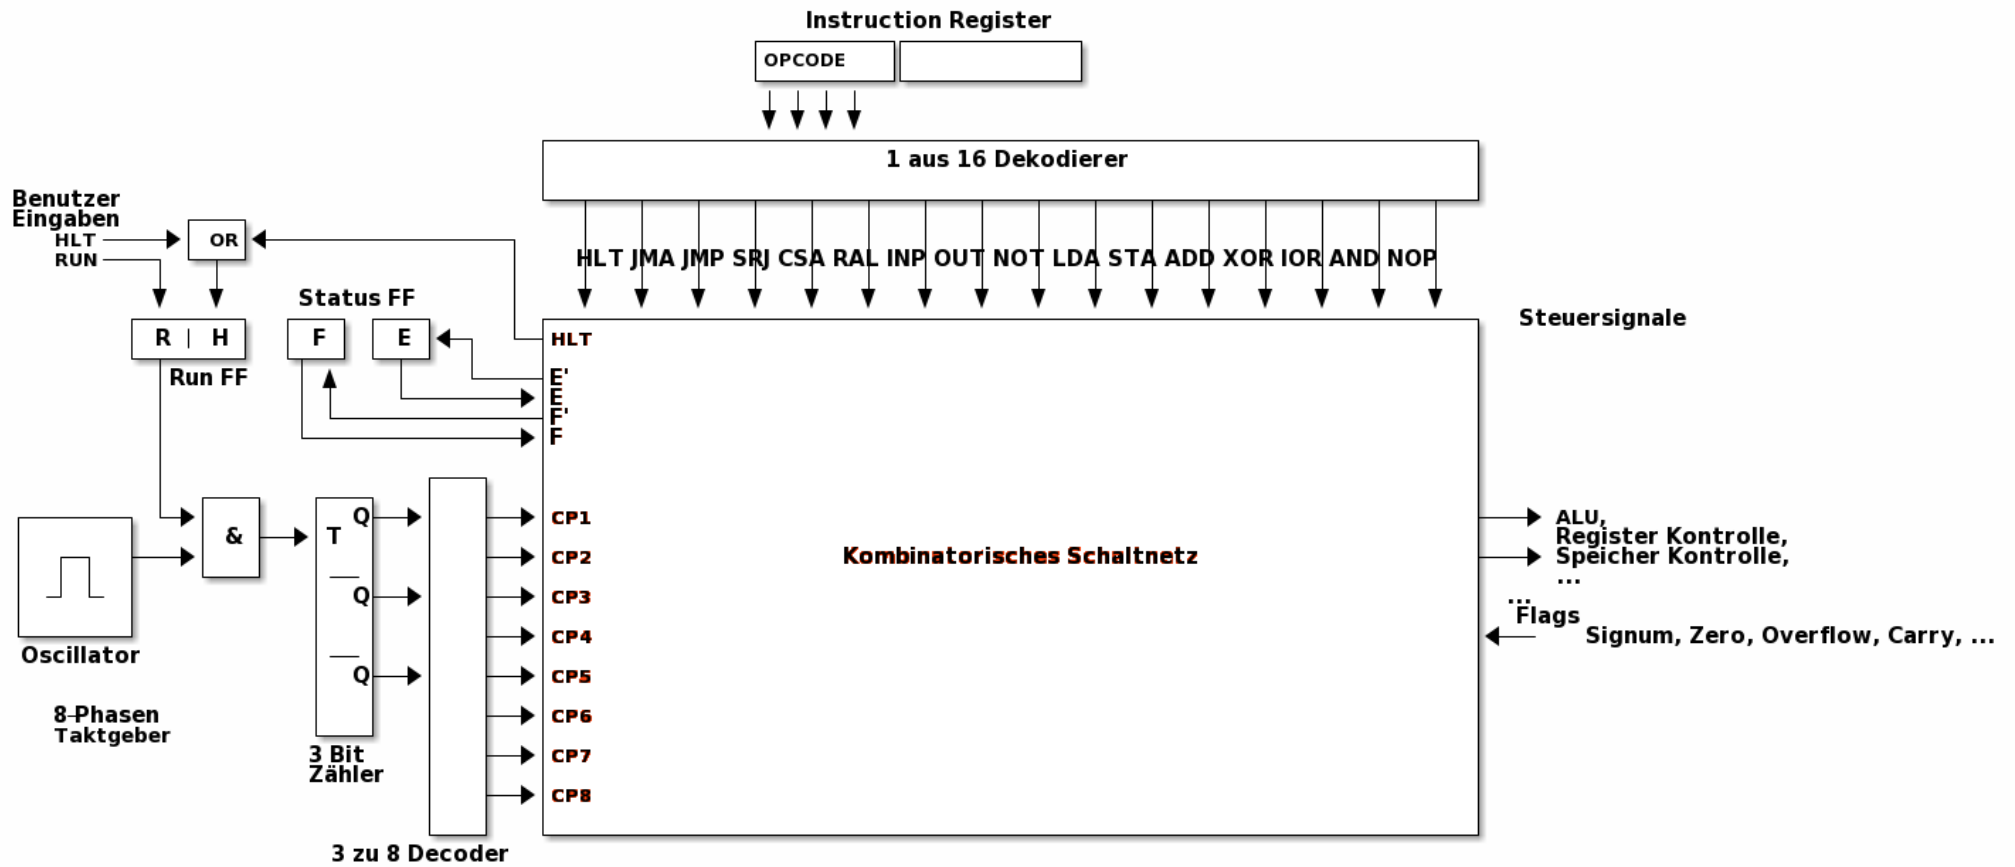 Instruction Register
OPCODE
1 aus 16 Dekodierer
Benutzer
Eingaben
HLT
RUN
OR
HLT JMA JMP SRJ CSA RAL INP OUT NOT LDA STA ADD XOR IOR AND NOP
Status FF
R | H
F
E
Run FF
HLT
E'
E
F'
F
Steuersignale
&
T
Q
Q
Q
CP1
CP2
CP3
CP4
CP5
CP6
CP7
CP8
Kombinatorisches Schaltnetz
ALU,
Register Kontrolle,
Speicher Kontrolle,
...
...
Flags
Signum, Zero, Overflow, Carry, ...
Oscillator
8-Phasen
Taktgeber
3 Bit
Zähler
3 zu 8 Decoder